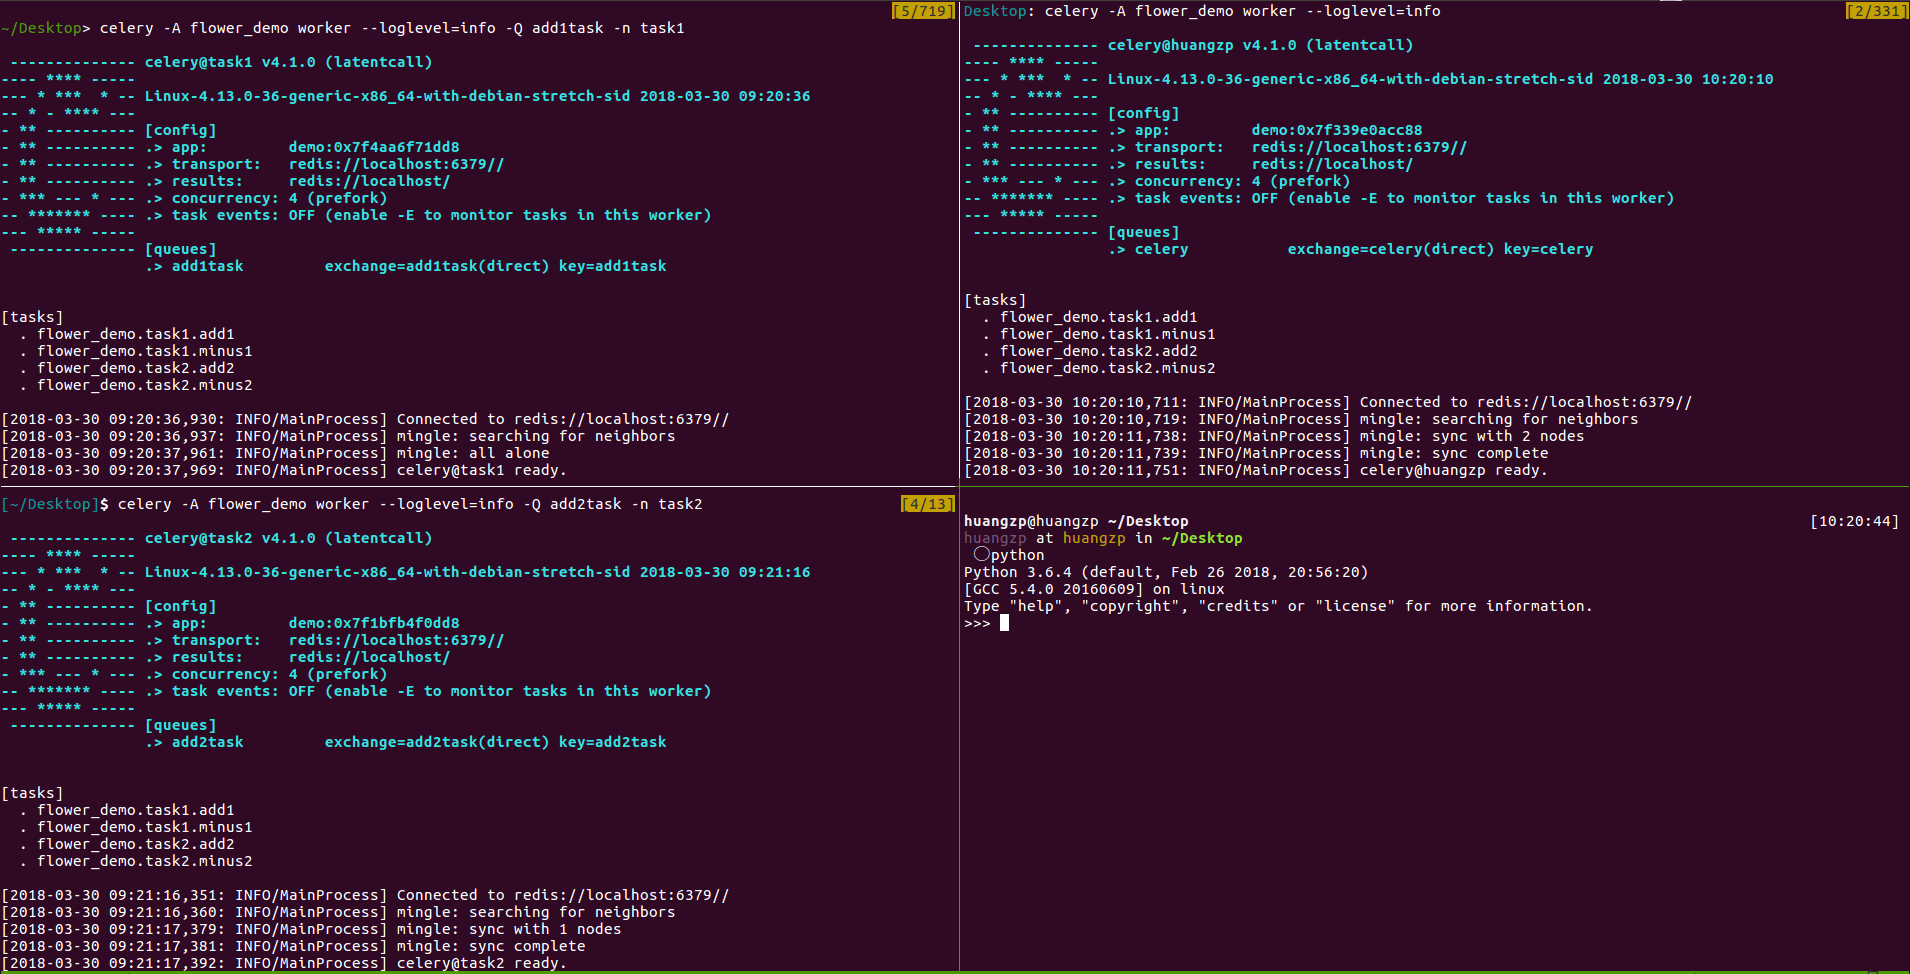 [5/719]
~/Desktop> celery -A flower_demo worker --loglevel=info -Q add1task -n task1
 -------------- celery@task1 v4.1.0 (latentcall)
---- **** -----
--- * ***  * -- Linux-4.13.0-36-generic-x86_64-with-debian-stretch-sid 2018-03-30 09:20:36
-- * - **** ---
- ** ---------- [config]
- ** ---------- .> app:         demo:0x7f4aa6f71dd8
- ** ---------- .> transport:   redis://localhost:6379//
- ** ---------- .> results:     redis://localhost/
- *** --- * --- .> concurrency: 4 (prefork)
-- ******* ---- .> task events: OFF (enable -E to monitor tasks in this worker)
--- ***** -----
 -------------- [queues]
                .> add1task         exchange=add1task(direct) key=add1task
[tasks]
  . flower_demo.task1.add1
  . flower_demo.task1.minus1
  . flower_demo.task2.add2
  . flower_demo.task2.minus2
[2018-03-30 09:20:36,930: INFO/MainProcess] Connected to redis://localhost:6379//
[2018-03-30 09:20:36,937: INFO/MainProcess] mingle: searching for neighbors
[2018-03-30 09:20:37,961: INFO/MainProcess] mingle: all alone
[2018-03-30 09:20:37,969: INFO/MainProcess] celery@task1 ready.
Desktop: celery -A flower_demo worker --loglevel=info [2/331]
 -------------- celery@huangzp v4.1.0 (latentcall)
---- **** -----
--- * ***  * -- Linux-4.13.0-36-generic-x86_64-with-debian-stretch-sid 2018-03-30 10:20:10
-- * - **** ---
- ** ---------- [config]
- ** ---------- .> app:         demo:0x7f339e0acc88
- ** ---------- .> transport:   redis://localhost:6379//
- ** ---------- .> results:     redis://localhost/
- *** --- * --- .> concurrency: 4 (prefork)
-- ******* ---- .> task events: OFF (enable -E to monitor tasks in this worker)
--- ***** -----
 -------------- [queues]
                .> celery           exchange=celery(direct) key=celery
[tasks]
  . flower_demo.task1.add1
  . flower_demo.task1.minus1
  . flower_demo.task2.add2
  . flower_demo.task2.minus2
[2018-03-30 10:20:10,711: INFO/MainProcess] Connected to redis://localhost:6379//
[2018-03-30 10:20:10,719: INFO/MainProcess] mingle: searching for neighbors
[2018-03-30 10:20:11,738: INFO/MainProcess] mingle: sync with 2 nodes
[2018-03-30 10:20:11,739: INFO/MainProcess] mingle: sync complete
[2018-03-30 10:20:11,751: INFO/MainProcess] celery@huangzp ready.
[~/Desktop]$ celery -A flower_demo worker --loglevel=info -Q add2task -n task2 [4/13]
 -------------- celery@task2 v4.1.0 (latentcall)
---- **** -----
--- * ***  * -- Linux-4.13.0-36-generic-x86_64-with-debian-stretch-sid 2018-03-30 09:21:16
-- * - **** ---
- ** ---------- [config]
- ** ---------- .> app:         demo:0x7f1bfb4f0dd8
- ** ---------- .> transport:   redis://localhost:6379//
- ** ---------- .> results:     redis://localhost/
- *** --- * --- .> concurrency: 4 (prefork)
-- ******* ---- .> task events: OFF (enable -E to monitor tasks in this worker)
--- ***** -----
 -------------- [queues]
                .> add2task         exchange=add2task(direct) key=add2task
[tasks]
  . flower_demo.task1.add1
  . flower_demo.task1.minus1
  . flower_demo.task2.add2
  . flower_demo.task2.minus2
[2018-03-30 09:21:16,351: INFO/MainProcess] Connected to redis://localhost:6379//
[2018-03-30 09:21:16,360: INFO/MainProcess] mingle: searching for neighbors
[2018-03-30 09:21:17,379: INFO/MainProcess] mingle: sync with 1 nodes
[2018-03-30 09:21:17,381: INFO/MainProcess] mingle: sync complete
[2018-03-30 09:21:17,392: INFO/MainProcess] celery@task2 ready.
huangzp@huangzp ~/Desktop [10:20:44]
huangzp at huangzp in ~/Desktop
 ◯python
Python 3.6.4 (default, Feb 26 2018, 20:56:20)
[GCC 5.4.0 20160609] on linux
Type "help", "copyright", "credits" or "license" for more information.
>>>